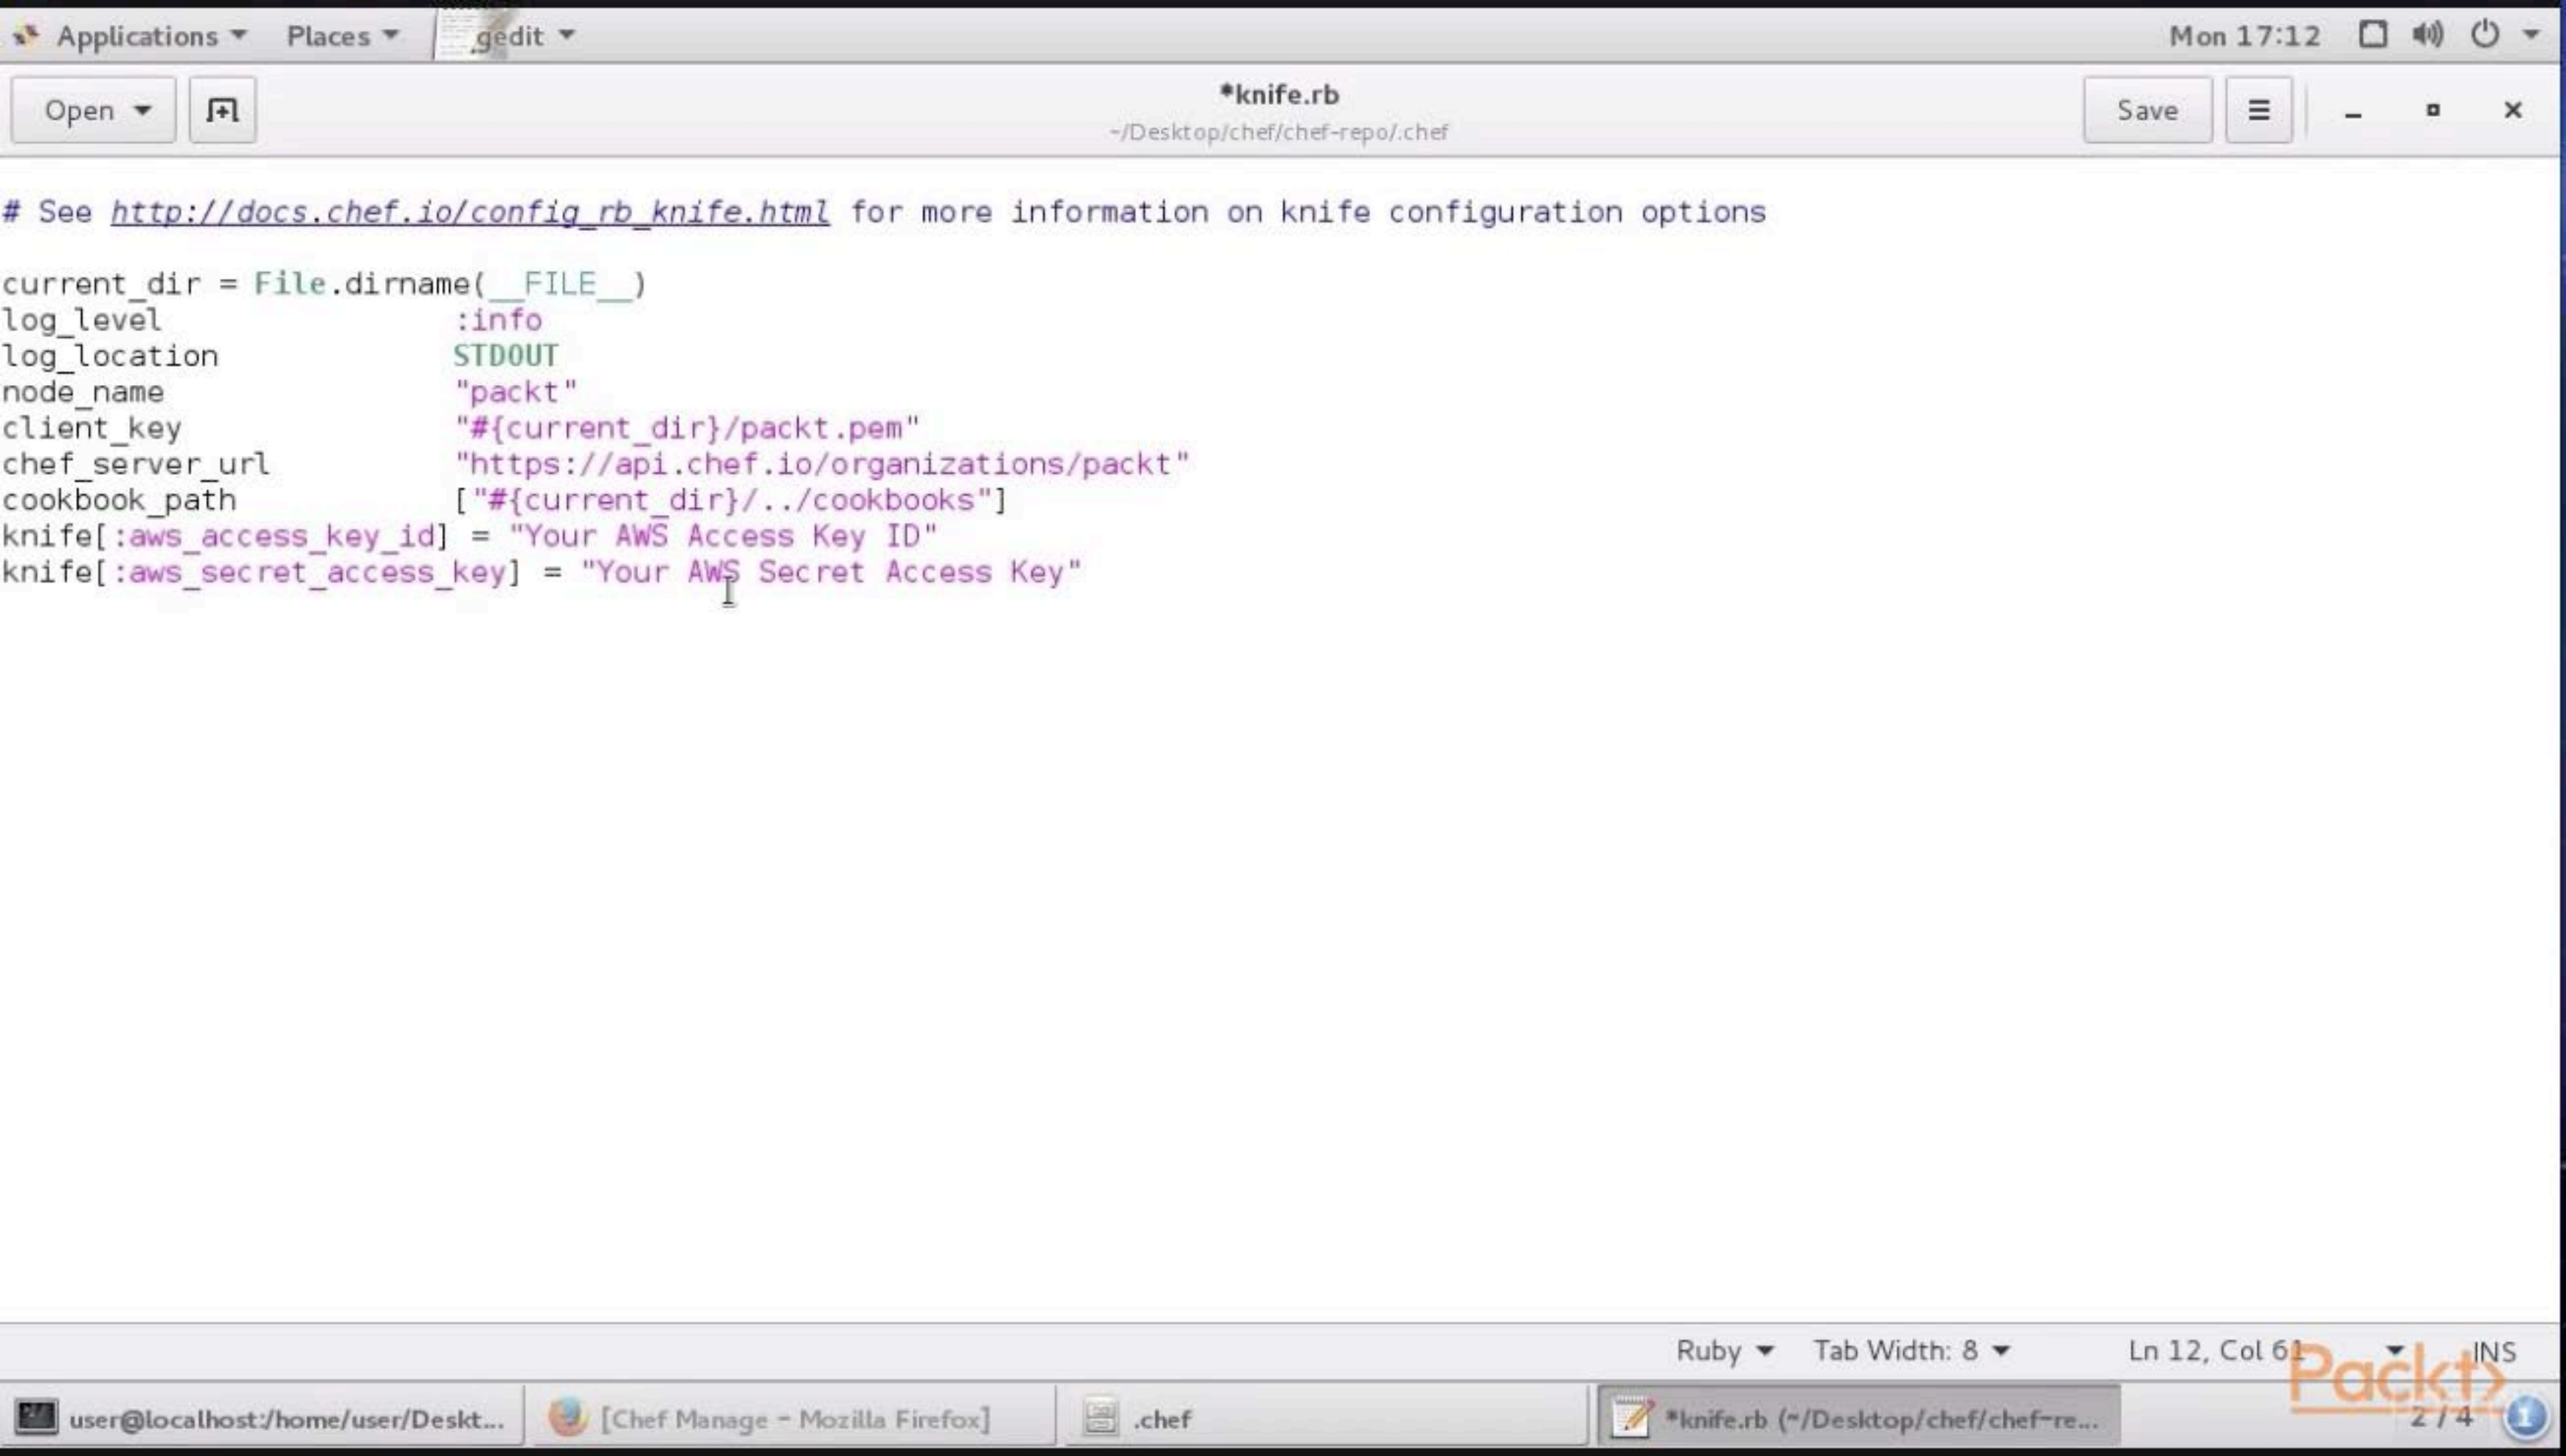 Applications Places gedit Mon 17:12
Open *knife.rb Save
~/Desktop/chef/chef-repo/.chef
# See http://docs.chef.io/config_rb_knife.html for more information on knife configuration options
current_dir = File.dirname(__FILE__)
log_level                :info
log_location             STDOUT
node_name                "packt"
client_key               "#{current_dir}/packt.pem"
chef_server_url          "https://api.chef.io/organizations/packt"
cookbook_path            ["#{current_dir}/../cookbooks"]
knife[:aws_access_key_id] = "Your AWS Access Key ID"
knife[:aws_secret_access_key] = "Your AWS Secret Access Key"
Ruby Tab Width: 8 Ln 12, Col 61 INS
Packt>
user@localhost:/home/user/Deskt... [Chef Manage - Mozilla Firefox] .chef *knife.rb (~/Desktop/chef/chef-re... 2 / 4 1